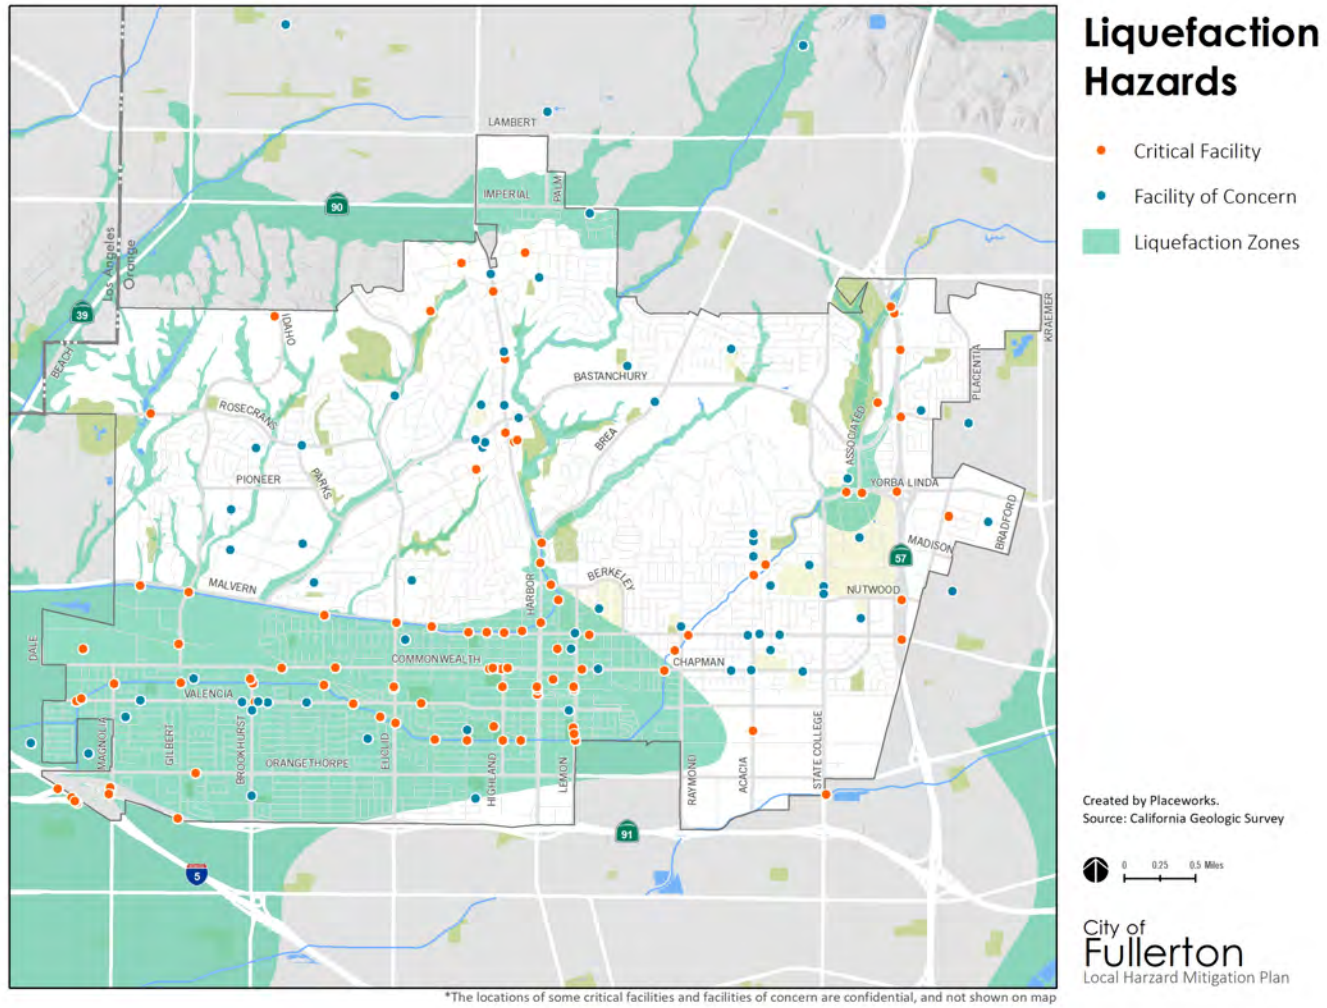 Liquefaction
Hazards
Critical Facility
Facility of Concern
Liquefaction Zones
LAMBERT
IMPERIAL
PALM
90
Los Angeles
Orange
39
BEACH
IDAHO
KRAEMER
PLACENTIA
BASTANCHURY
ROSECRANS
BREA
ASSOCIATED
PIONEER
PARKS
YORBA LINDA
BRADFORD
MADISON
57
MALVERN
HARBOR
BERKELEY
NUTWOOD
DALE
COMMONWEALTH
CHAPMAN
VALENCIA
MAGNOLIA
GILBERT
BROOKHURST
EUCLID
ORANGETHORPE
HIGHLAND
LEMON
RAYMOND
ACACIA
STATE COLLEGE
91
5
Created by Placeworks.
Source: California Geologic Survey
0 0.25 0.5 Miles
City of
Fullerton
Local Harzard Mitigation Plan
*The locations of some critical facilities and facilities of concern are confidential, and not shown on map